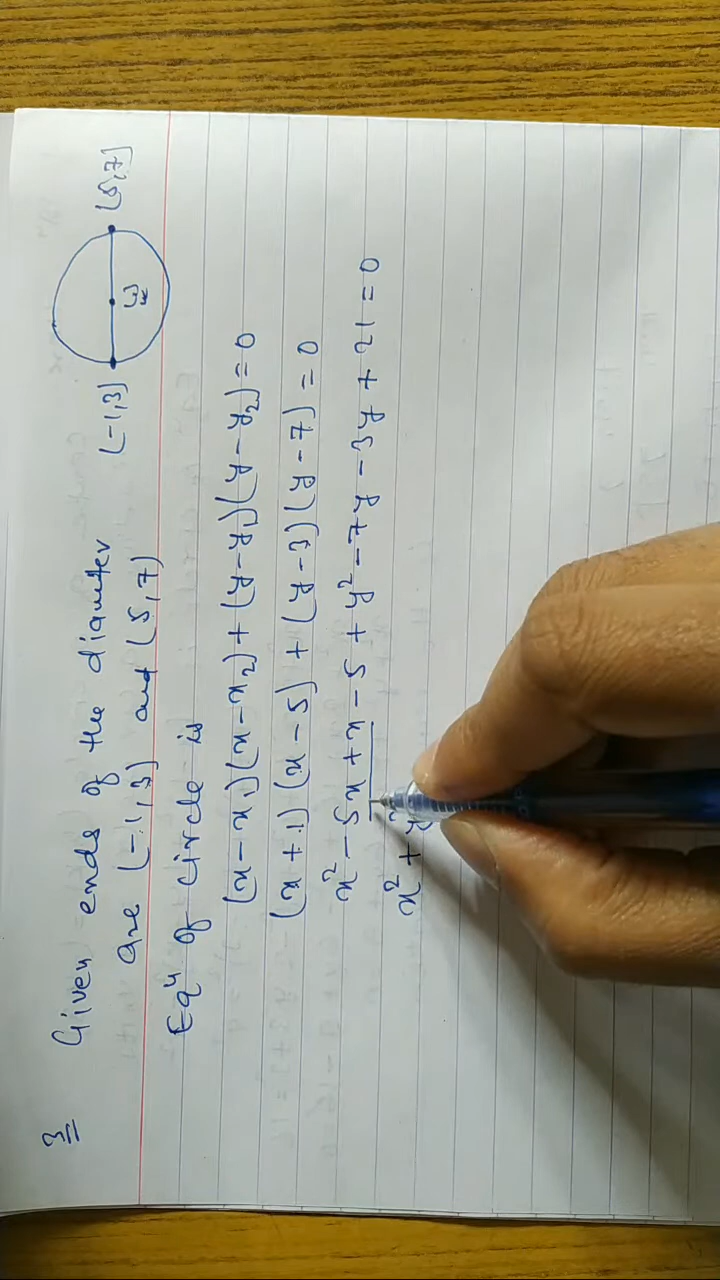 3 Given ends of the diameter
are (-1,3) and (5,7)
(-1,3) (5,7)
Eqⁿ of circle is
(x-x₁)(x-x₂)+(y-y₁)(y-y₂)=0
(x+1)(x-5)+(y-3)(y-7)=0
x²-5x+x-5+y²-7y-3y+21=0
x²+y²